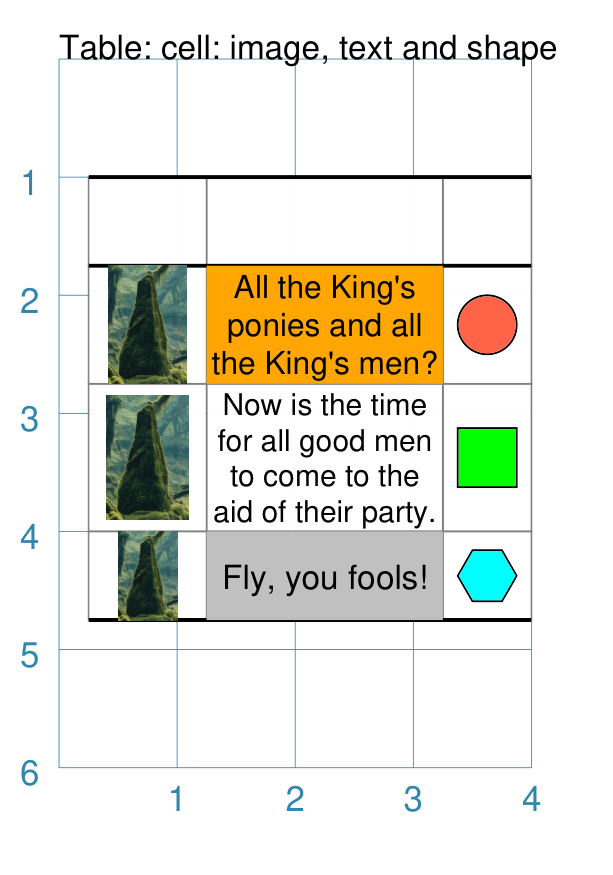 Table: cell: image, text and shape
1
2
All the King's
ponies and all
the King's men?
3
Now is the time
for all good men
to come to the
aid of their party.
4
Fly, you fools!
5
6
1 2 3 4